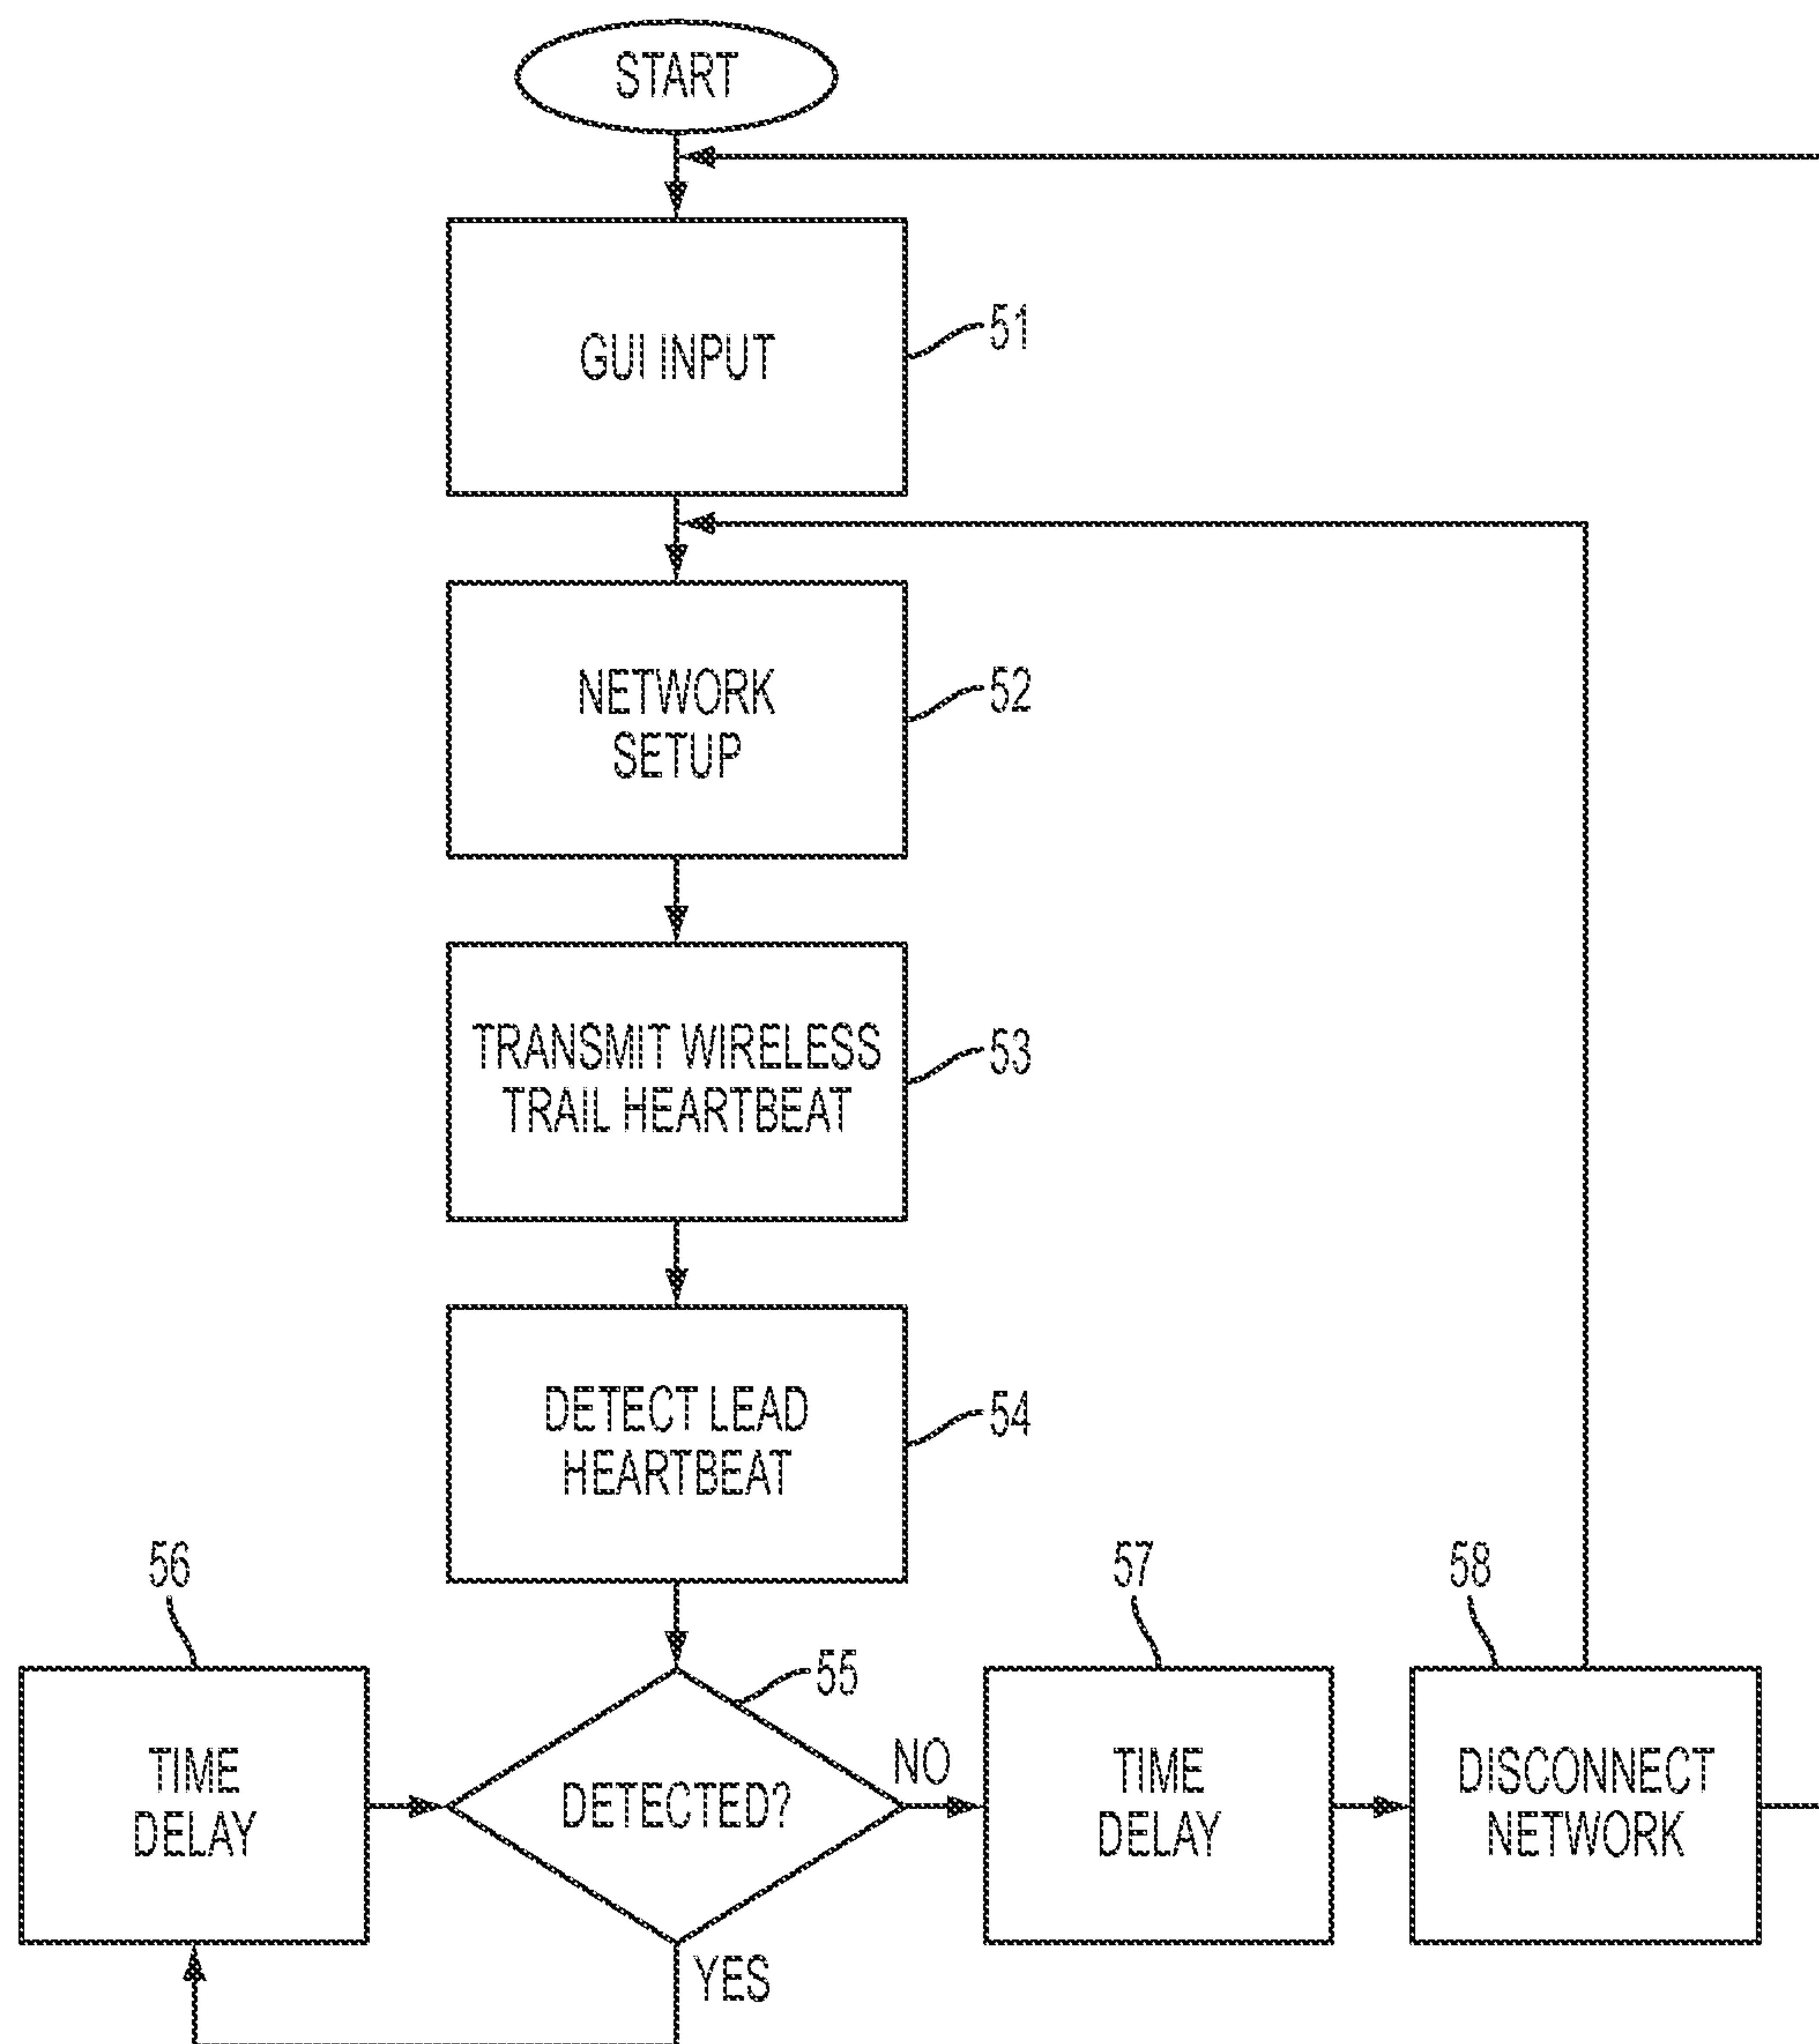 START
GUI INPUT
51
NETWORK
SETUP
52
TRANSMIT WIRELESS
TRAIL HEARTBEAT
53
DETECT LEAD
HEARTBEAT
54
56
TIME
DELAY
55
DETECTED?
NO
YES
57
TIME
DELAY
58
DISCONNECT
NETWORK